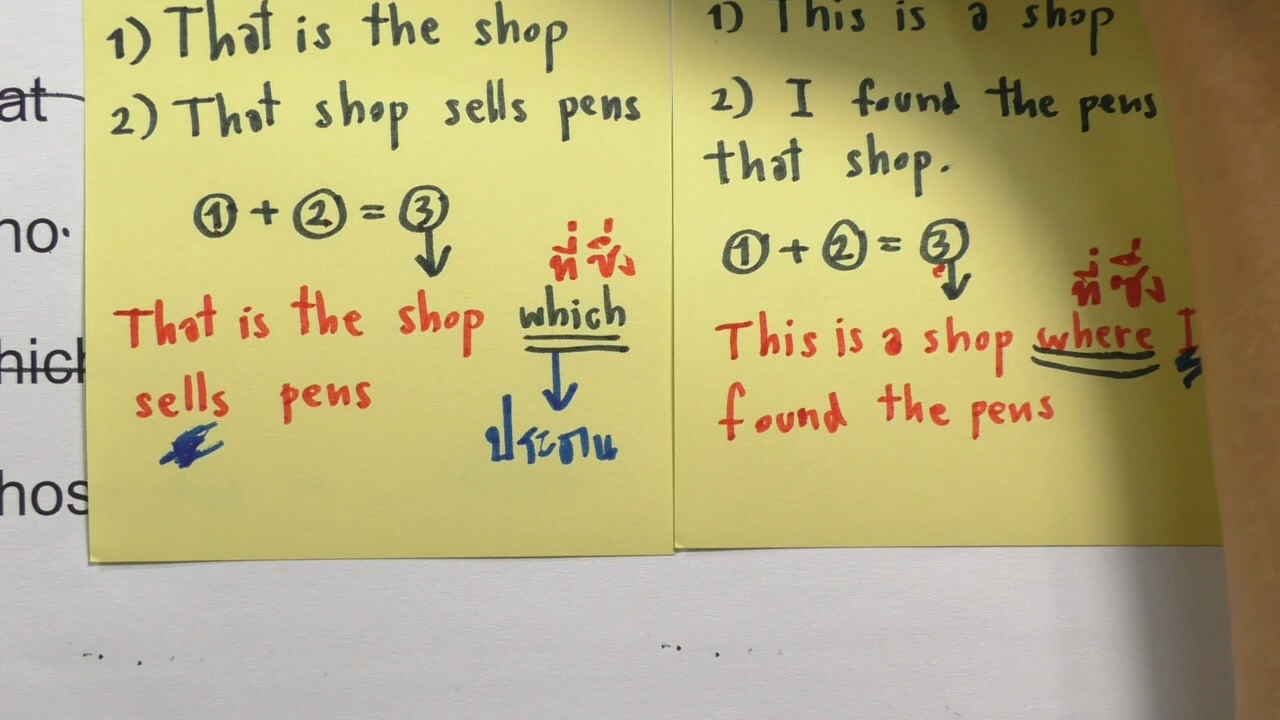 at
no.
hich
hos
1) That is the shop
2) That shop sells pens
① + ② = ③
ที่ ซึ่ง
That is the shop which
sells pens
ประธาน
1) This is a shop
2) I found the pens
that shop.
① + ② = ③
ที่ ซึ่ง
This is a shop where I
found the pens